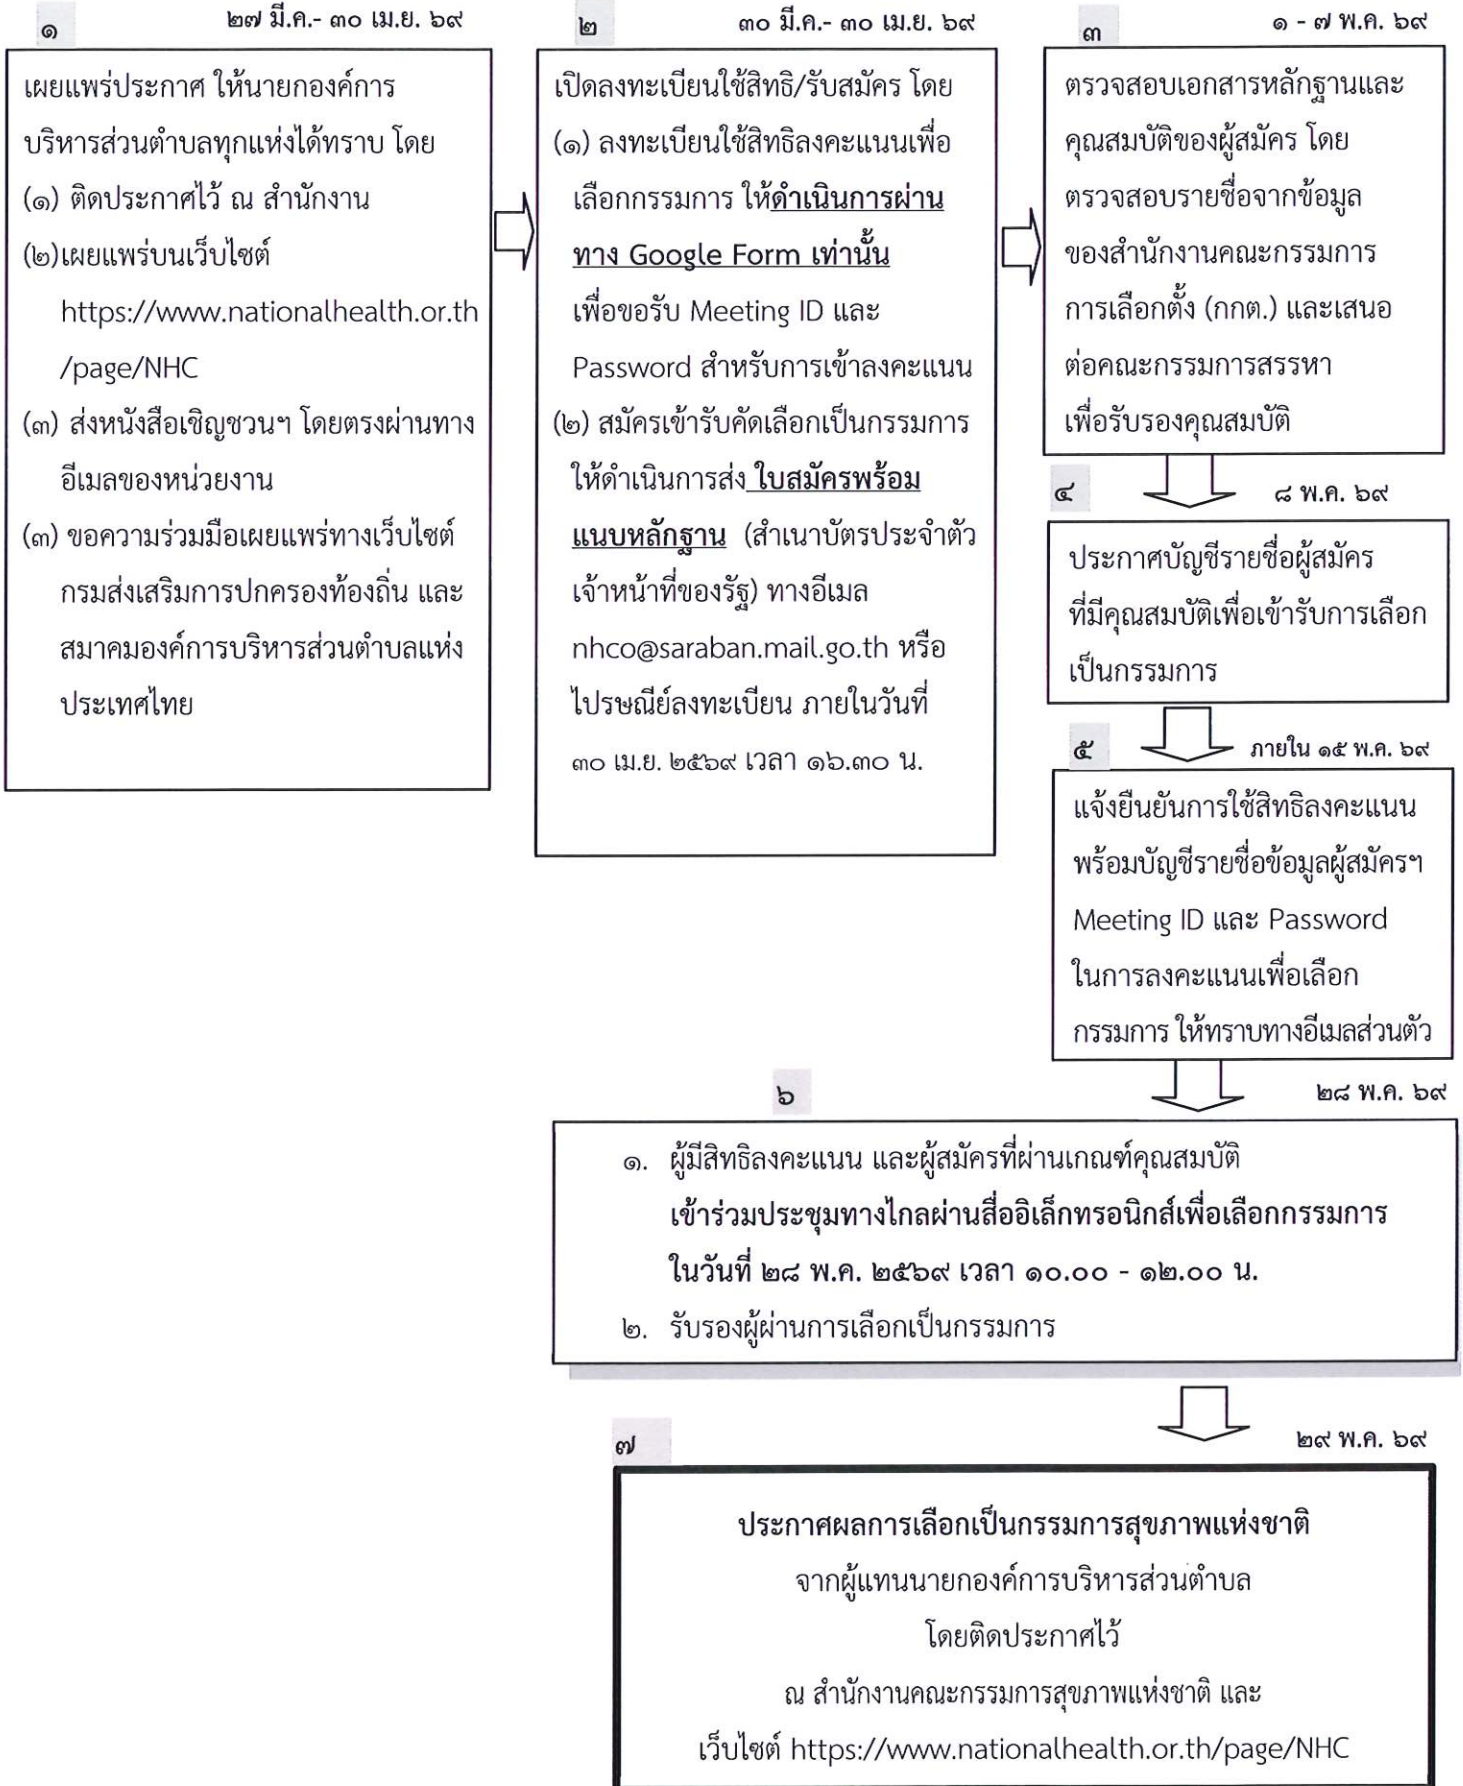 ๑
๒๗ มี.ค.- ๓๐ เม.ย. ๖๙
เผยแพร่ประกาศ ให้นายกองค์การ
บริหารส่วนตำบลทุกแห่งได้ทราบ โดย
(๑) ติดประกาศไว้ ณ สำนักงาน
(๒)เผยแพร่บนเว็บไซต์
https://www.nationalhealth.or.th
/page/NHC
(๓) ส่งหนังสือเชิญชวนฯ โดยตรงผ่านทาง
อีเมลของหน่วยงาน
(๓) ขอความร่วมมือเผยแพร่ทางเว็บไซต์
กรมส่งเสริมการปกครองท้องถิ่น และ
สมาคมองค์การบริหารส่วนตำบลแห่ง
ประเทศไทย
๒
๓๐ มี.ค.- ๓๐ เม.ย. ๖๙
เปิดลงทะเบียนใช้สิทธิ/รับสมัคร โดย
(๑) ลงทะเบียนใช้สิทธิลงคะแนนเพื่อ
เลือกกรรมการ ให้ดำเนินการผ่าน
ทาง Google Form เท่านั้น
เพื่อขอรับ Meeting ID และ
Password สำหรับการเข้าลงคะแนน
(๒) สมัครเข้ารับคัดเลือกเป็นกรรมการ
ให้ดำเนินการส่ง ใบสมัครพร้อม
แนบหลักฐาน (สำเนาบัตรประจำตัว
เจ้าหน้าที่ของรัฐ) ทางอีเมล
nhco@saraban.mail.go.th หรือ
ไปรษณีย์ลงทะเบียน ภายในวันที่
๓๐ เม.ย. ๒๕๖๙ เวลา ๑๖.๓๐ น.
๓
๑ - ๗ พ.ค. ๖๙
ตรวจสอบเอกสารหลักฐานและ
คุณสมบัติของผู้สมัคร โดย
ตรวจสอบรายชื่อจากข้อมูล
ของสำนักงานคณะกรรมการ
การเลือกตั้ง (กกต.) และเสนอ
ต่อคณะกรรมการสรรหา
เพื่อรับรองคุณสมบัติ
๔
๘ พ.ค. ๖๙
ประกาศบัญชีรายชื่อผู้สมัคร
ที่มีคุณสมบัติเพื่อเข้ารับการเลือก
เป็นกรรมการ
๕
ภายใน ๑๕ พ.ค. ๖๙
แจ้งยืนยันการใช้สิทธิลงคะแนน
พร้อมบัญชีรายชื่อข้อมูลผู้สมัครฯ
Meeting ID และ Password
ในการลงคะแนนเพื่อเลือก
กรรมการ ให้ทราบทางอีเมลส่วนตัว
๖
๒๘ พ.ค. ๖๙
๑. ผู้มีสิทธิลงคะแนน และผู้สมัครที่ผ่านเกณฑ์คุณสมบัติ
เข้าร่วมประชุมทางไกลผ่านสื่ออิเล็กทรอนิกส์เพื่อเลือกกรรมการ
ในวันที่ ๒๘ พ.ค. ๒๕๖๙ เวลา ๑๐.๐๐ - ๑๒.๐๐ น.
๒. รับรองผู้ผ่านการเลือกเป็นกรรมการ
๗
๒๙ พ.ค. ๖๙
ประกาศผลการเลือกเป็นกรรมการสุขภาพแห่งชาติ
จากผู้แทนนายกองค์การบริหารส่วนตำบล
โดยติดประกาศไว้
ณ สำนักงานคณะกรรมการสุขภาพแห่งชาติ และ
เว็บไซต์ https://www.nationalhealth.or.th/page/NHC